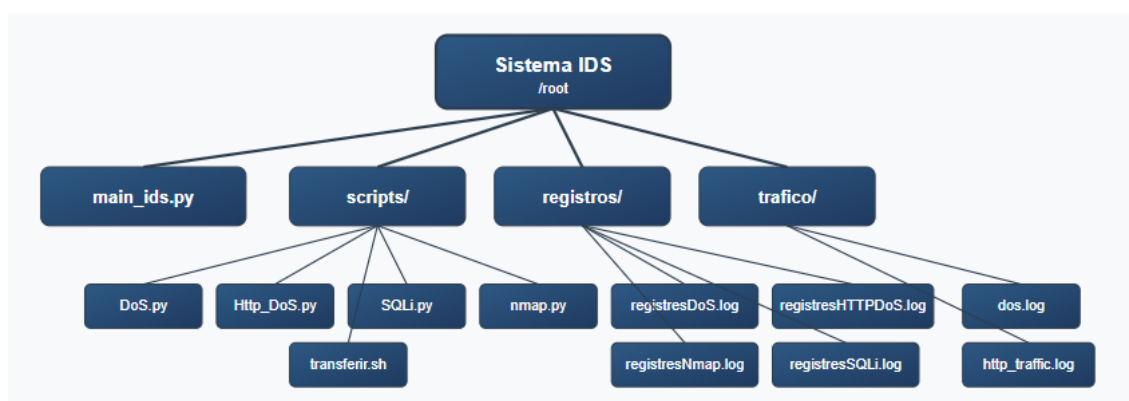 Sistema IDS
/root
main_ids.py
scripts/
registros/
trafico/
DoS.py
Http_DoS.py
SQLi.py
nmap.py
registresDoS.log
registresHTTPDoS.log
dos.log
transferir.sh
registresNmap.log
registresSQLi.log
http_traffic.log